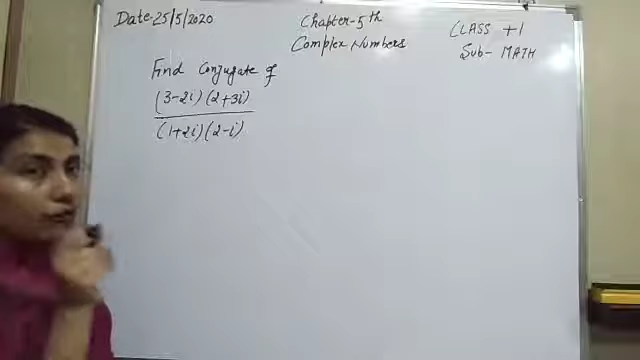 Date-25/5/2020
Chapter-5th
Complex Numbers
CLASS +1
Sub- MATH
Find Conjugate of
(3-2i)(2+3i)
(1+2i)(2-i)